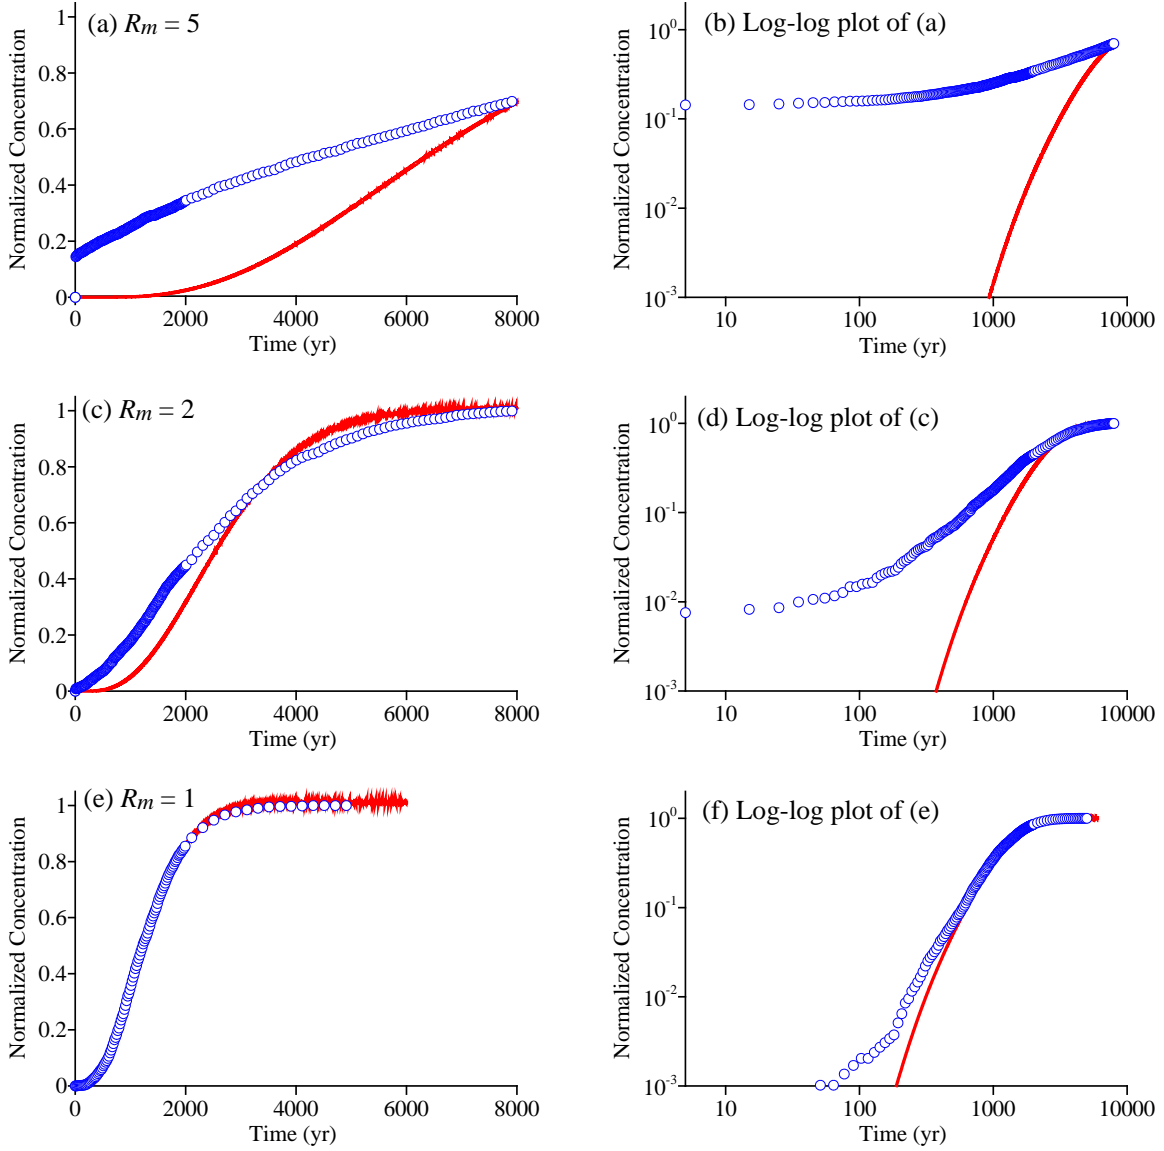 (a) Rm = 5
Normalized Concentration
1
0.8
0.6
0.4
0.2
0
0 2000 4000 6000 8000
Time (yr)
(b) Log-log plot of (a)
Normalized Concentration
10^0
10^-1
10^-2
10^-3
10 100 1000 10000
Time (yr)
(c) Rm = 2
Normalized Concentration
1
0.8
0.6
0.4
0.2
0
0 2000 4000 6000 8000
Time (yr)
(d) Log-log plot of (c)
Normalized Concentration
10^0
10^-1
10^-2
10^-3
10 100 1000 10000
Time (yr)
(e) Rm = 1
Normalized Concentration
1
0.8
0.6
0.4
0.2
0
0 2000 4000 6000 8000
Time (yr)
(f) Log-log plot of (e)
Normalized Concentration
10^0
10^-1
10^-2
10^-3
10 100 1000 10000
Time (yr)